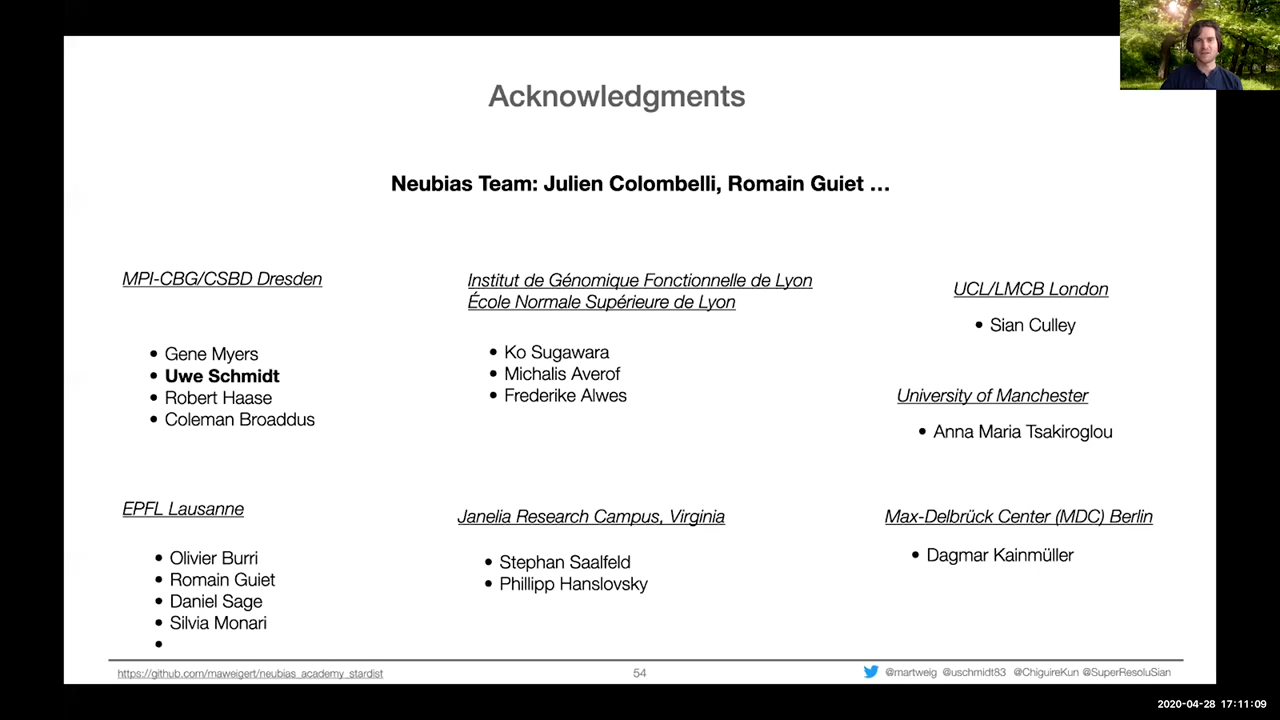 Acknowledgments
Neubias Team: Julien Colombelli, Romain Guiet ...
MPI-CBG/CSBD Dresden
• Gene Myers
• Uwe Schmidt
• Robert Haase
• Coleman Broaddus
Institut de Génomique Fonctionnelle de Lyon
École Normale Supérieure de Lyon
• Ko Sugawara
• Michalis Averof
• Frederike Alwes
UCL/LMCB London
• Sian Culley
University of Manchester
• Anna Maria Tsakiroglou
EPFL Lausanne
• Olivier Burri
• Romain Guiet
• Daniel Sage
• Silvia Monari
•
Janelia Research Campus, Virginia
• Stephan Saalfeld
• Phillipp Hanslovsky
Max-Delbrück Center (MDC) Berlin
• Dagmar Kainmüller
https://github.com/maweigert/neubias_academy_stardist
54
@martweig @uschmidt83 @ChiguireKun @SuperResoluSian
2020-04-28 17:11:09